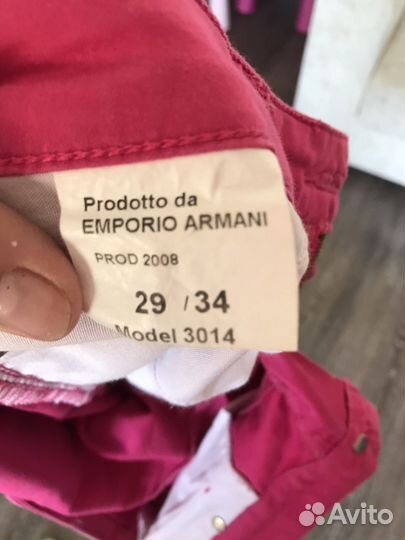 Prodotto da
EMPORIO ARMANI
PROD 2008
29 / 34
Model 3014
Avito